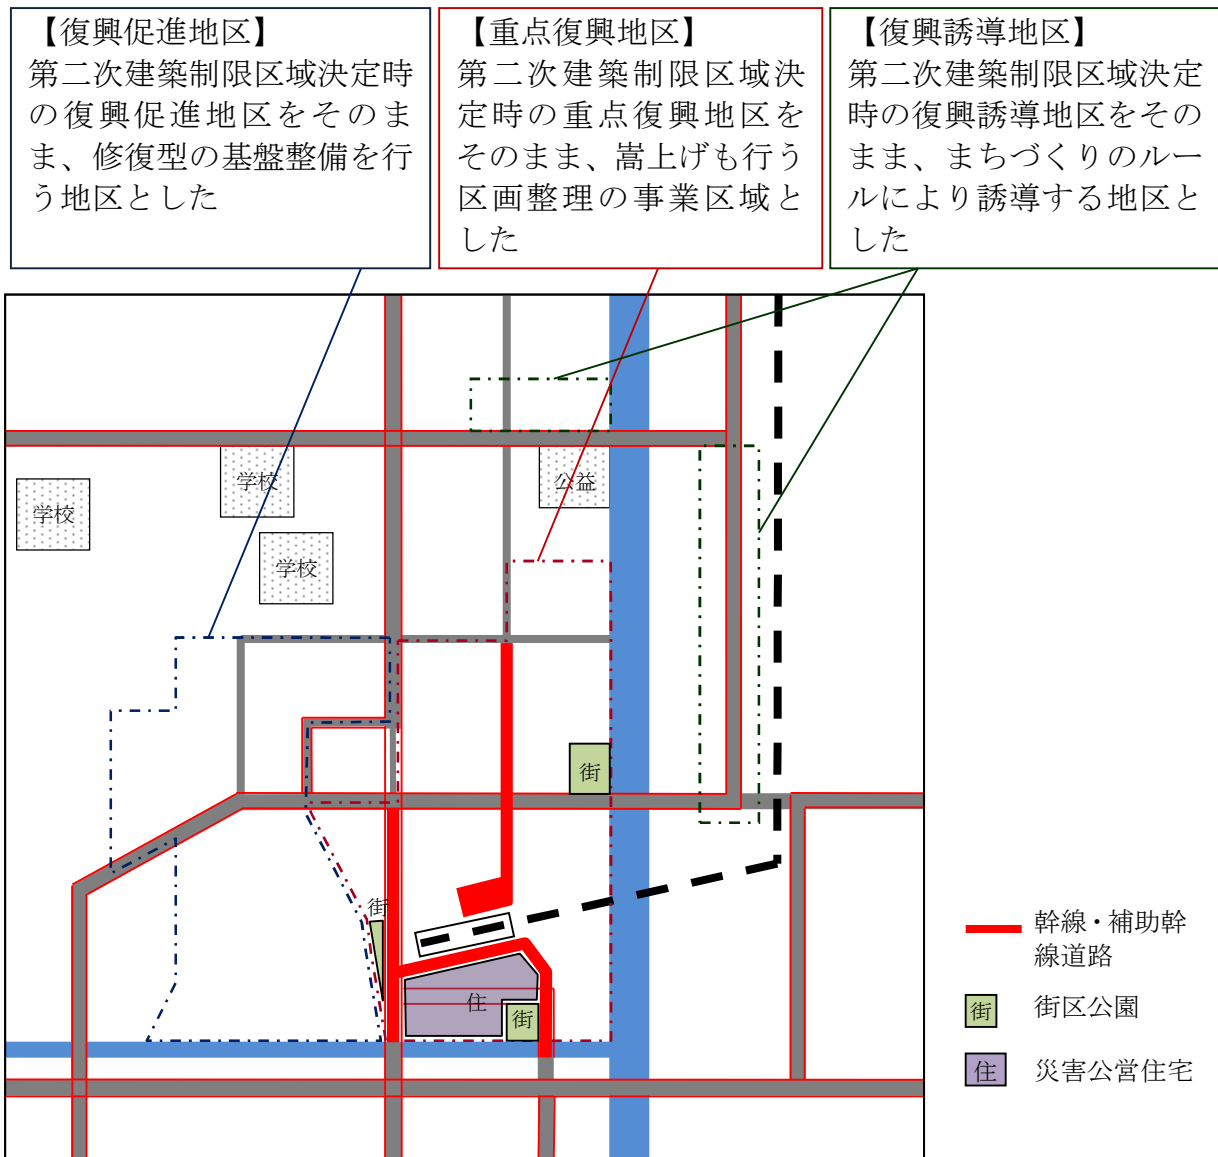 【復興促進地区】
第二次建築制限区域決定時
の復興促進地区をそのま
ま、修復型の基盤整備を行
う地区とした
【重点復興地区】
第二次建築制限区域決
定時の重点復興地区を
そのまま、嵩上げも行う
区画整理の事業区域と
した
【復興誘導地区】
第二次建築制限区域決定
時の復興誘導地区をその
まま、まちづくりのルー
ルにより誘導する地区と
した
学校
学校
公益
学校
街
街
住
街
幹線・補助幹
線道路
街
街区公園
住
災害公営住宅